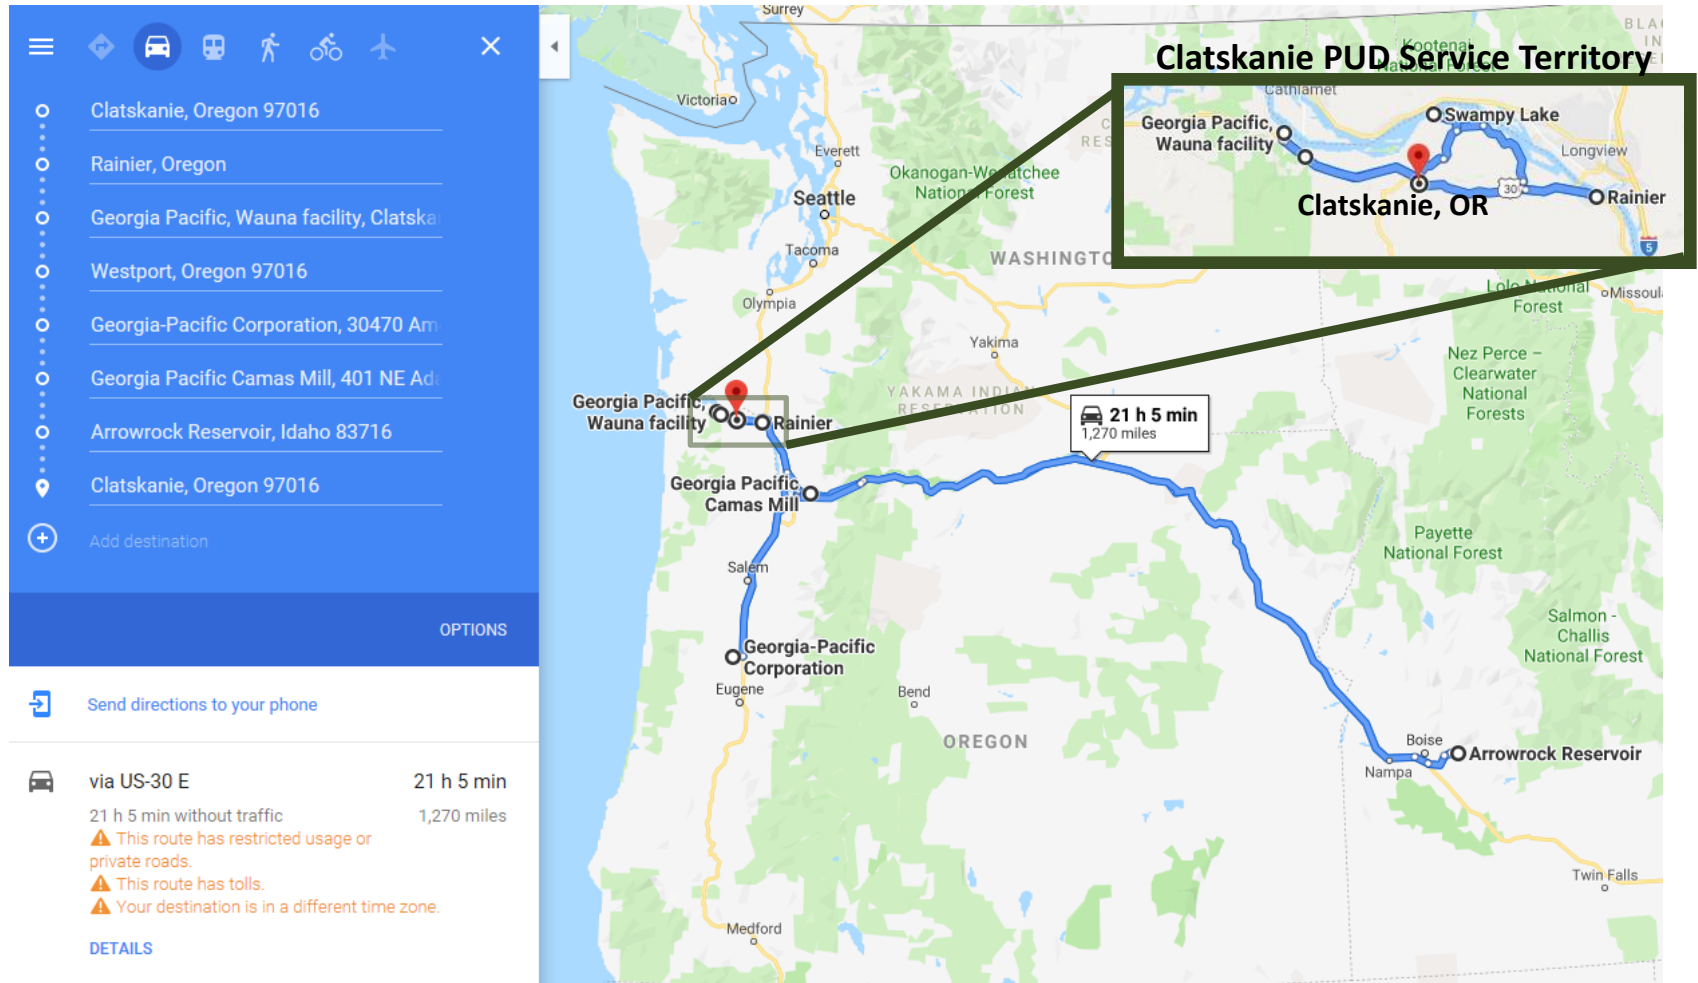 Clatskanie, Oregon 97016
Rainier, Oregon
Georgia Pacific, Wauna facility, Clatska
Westport, Oregon 97016
Georgia-Pacific Corporation, 30470 Am
Georgia Pacific Camas Mill, 401 NE Ada
Arrowrock Reservoir, Idaho 83716
Clatskanie, Oregon 97016
Add destination
OPTIONS
Send directions to your phone
via US-30 E
21 h 5 min
21 h 5 min without traffic
1,270 miles
This route has restricted usage or
private roads.
This route has tolls.
Your destination is in a different time zone.
DETAILS
Clatskanie PUD Service Territory
Cathlamet
Georgia Pacific,
Wauna facility
Swampy Lake
Longview
30
Rainier
Clatskanie, OR
5
Surrey
Kootenai
National Forest
Victoria
Everett
Okanogan-Wenatchee
National Forest
Seattle
Tacoma
WASHINGTO
Olympia
Lolo National
Forest
Missoula
Yakima
Nez Perce –
Clearwater
National
Forests
YAKAMA INDIAN
RESERVATION
Georgia Pacific,
Wauna facility
Rainier
21 h 5 min
1,270 miles
Georgia Pacific
Camas Mill
Payette
National Forest
Salem
Salmon -
Challis
National Forest
Georgia-Pacific
Corporation
Eugene
Bend
OREGON
Boise
Arrowrock Reservoir
Nampa
Twin Falls
Medford